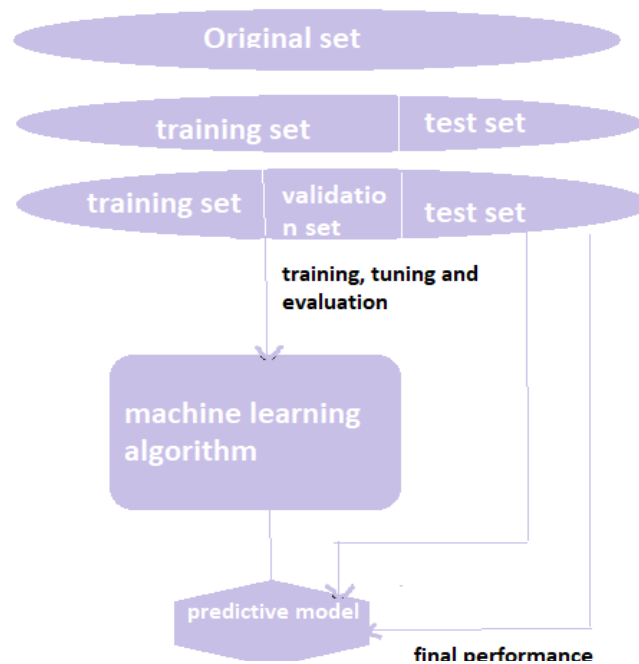 Original set
training set
test set
training set
validatio
n set
test set
training, tuning and
evaluation
machine learning
algorithm
predictive model
final performance